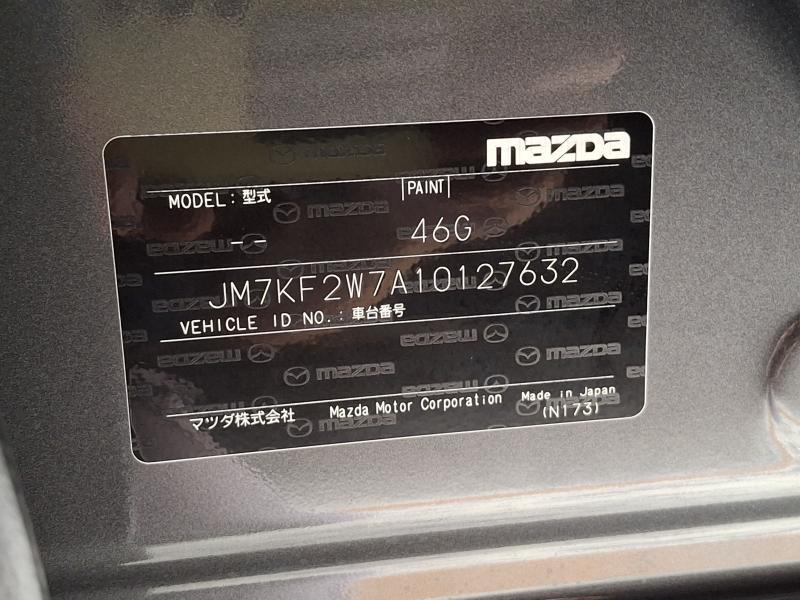 mazda
MODEL : 型式 PAINT
-- 46G
JM7KF2W7A10127632
VEHICLE ID NO. : 車台番号
マツダ株式会社 Mazda Motor Corporation Made in Japan
(N173)